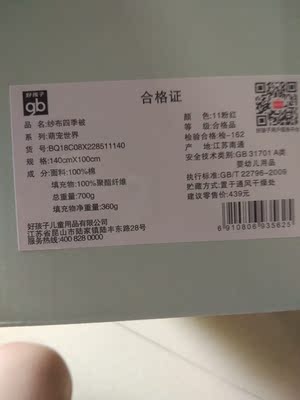 好孩子
gb
合格证
品 名:纱布四季被
系 列:萌宠世界
货 号:BQ18C08X228511140
规 格:140cm×100cm
成 分:面料:100%棉
填充物:100%聚酯纤维
总重量:700g
填充物净重量:360g
好孩子儿童用品有限公司
江苏省昆山市陆家镇陆丰东路28号
服务热线:400 828 0000
颜 色:11粉红
等 级:合格品
检验合格:检-162
产 地:江苏南通
安全技术类别:GB 31701 A类
婴幼儿用品
执行标准:GB/T 22796-2009
贮藏方式:置于通风干燥处
建议零售价:439元
6 910806 935625